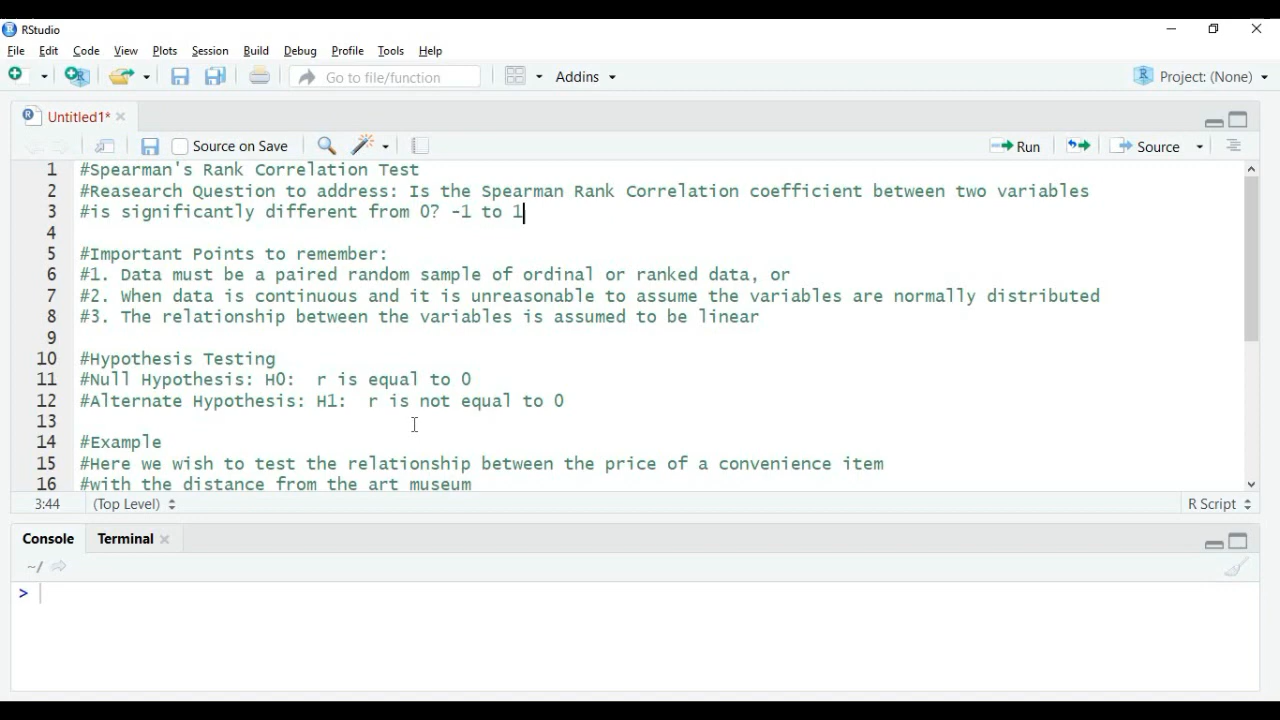 RStudio
File Edit Code View Plots Session Build Debug Profile Tools Help
Go to file/function Addins Project: (None)
Untitled1*
Source on Save Run Source
1 #Spearman's Rank Correlation Test
2 #Reasearch Question to address: Is the Spearman Rank Correlation coefficient between two variables
3 #is significantly different from 0? -1 to 1
4
5 #Important Points to remember:
6 #1. Data must be a paired random sample of ordinal or ranked data, or
7 #2. When data is continuous and it is unreasonable to assume the variables are normally distributed
8 #3. The relationship between the variables is assumed to be linear
9
10 #Hypothesis Testing
11 #Null Hypothesis: H0:  r is equal to 0
12 #Alternate Hypothesis: H1:  r is not equal to 0
13
14 #Example
15 #Here we wish to test the relationship between the price of a convenience item
16 #with the distance from the art museum
3:44 (Top Level) R Script
Console Terminal
~/
>